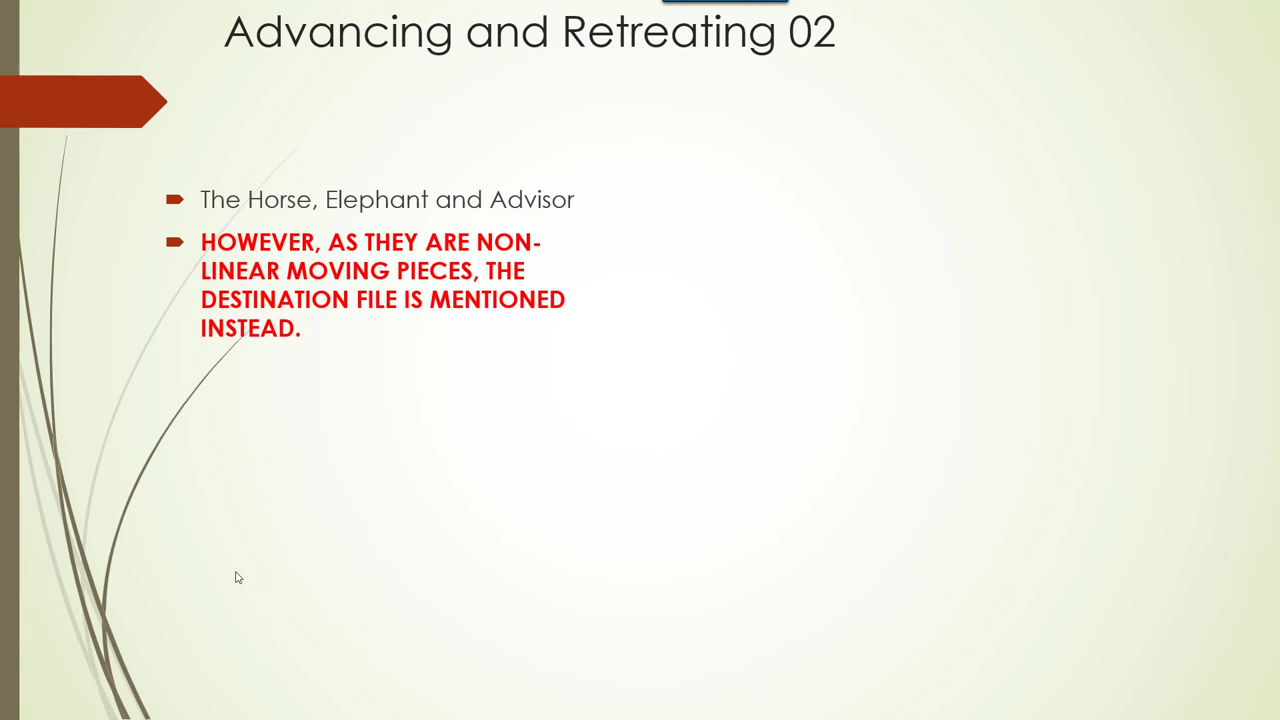 Advancing and Retreating 02
The Horse, Elephant and Advisor
HOWEVER, AS THEY ARE NON-
LINEAR MOVING PIECES, THE
DESTINATION FILE IS MENTIONED
INSTEAD.